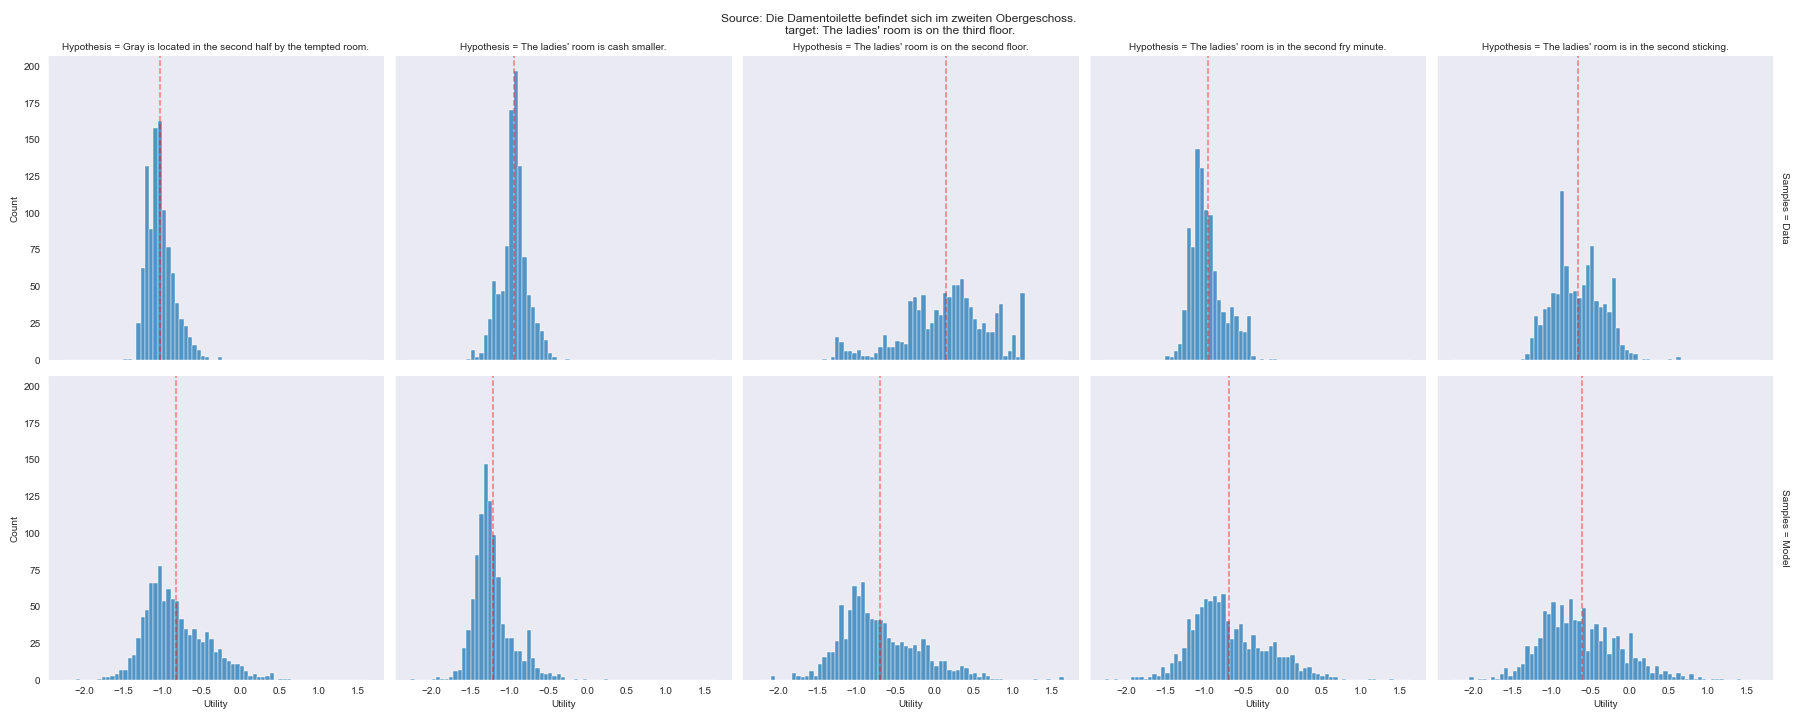 Source: Die Damentoilette befindet sich im zweiten Obergeschoss.
target: The ladies' room is on the third floor.
Hypothesis = Gray is located in the second half by the tempted room.
Hypothesis = The ladies' room is cash smaller.
Hypothesis = The ladies' room is on the second floor.
Hypothesis = The ladies' room is in the second fry minute.
Hypothesis = The ladies' room is in the second sticking.
200
175
150
125
100
75
50
25
0
Count
Samples = Data
200
175
150
125
100
75
50
25
0
Count
Samples = Model
−2.0 −1.5 −1.0 −0.5 0.0 0.5 1.0 1.5
−2.0 −1.5 −1.0 −0.5 0.0 0.5 1.0 1.5
−2.0 −1.5 −1.0 −0.5 0.0 0.5 1.0 1.5
−2.0 −1.5 −1.0 −0.5 0.0 0.5 1.0 1.5
−2.0 −1.5 −1.0 −0.5 0.0 0.5 1.0 1.5
Utility
Utility
Utility
Utility
Utility